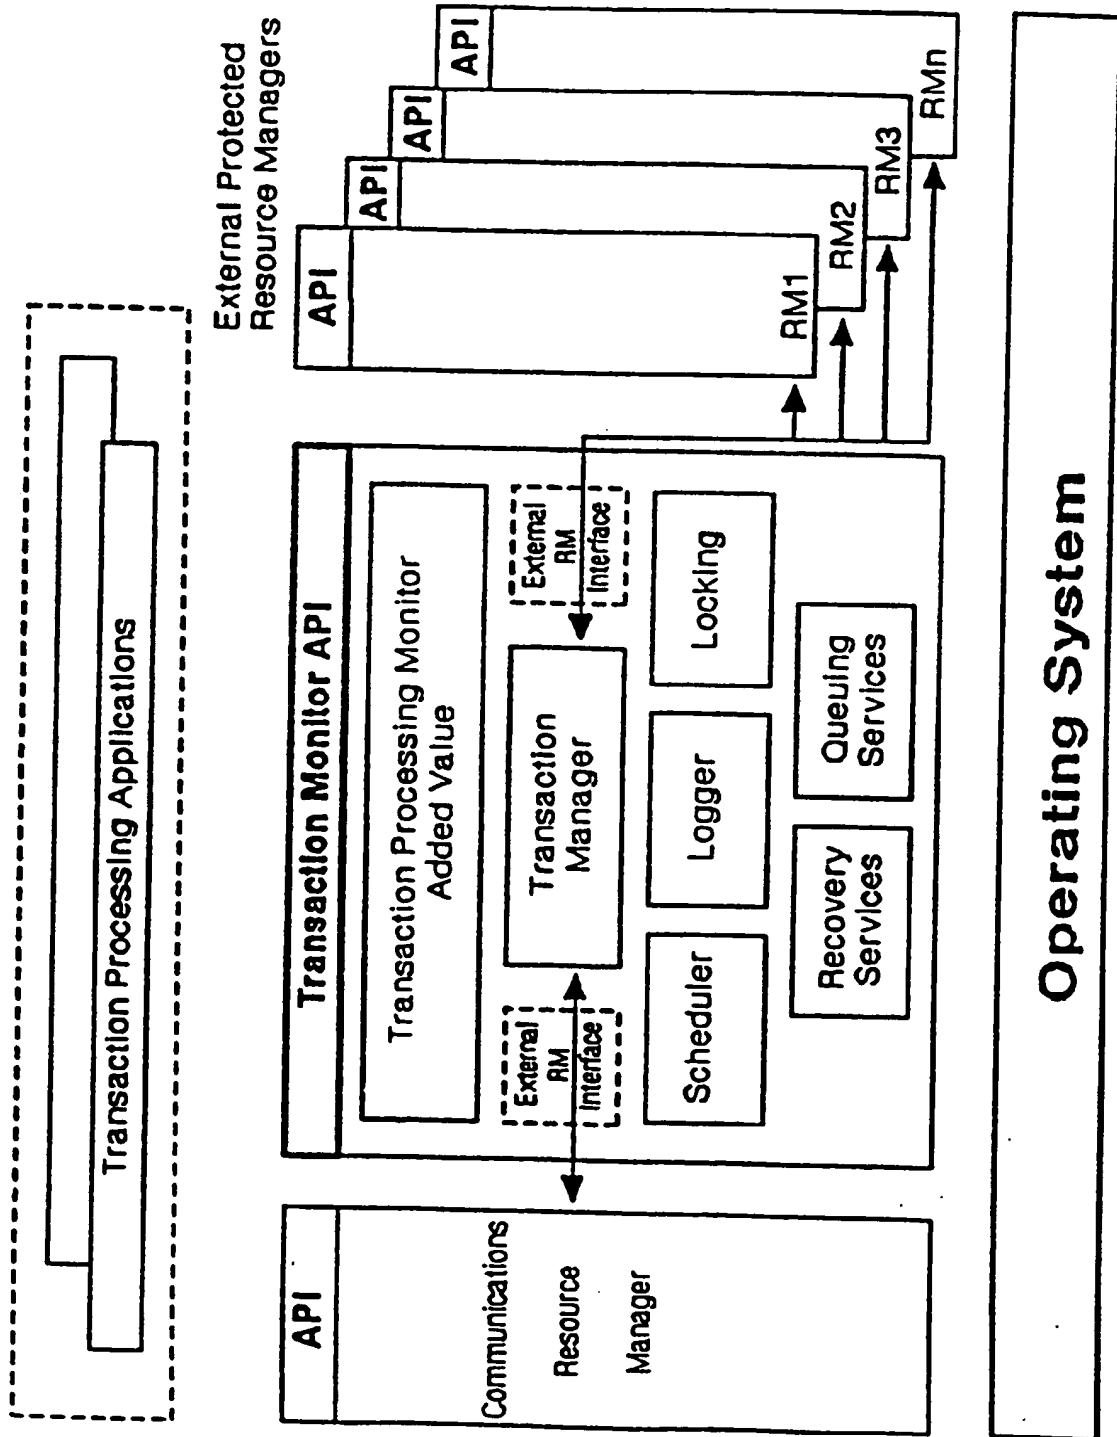 Transaction Processing Applications
External Protected
Resource Managers
API
Transaction Monitor API
API
API
API
API
Communications
Resource
Manager
Transaction Processing Monitor
Added Value
External
RM
Interface
Transaction
Manager
External
RM
Interface
Scheduler
Logger
Locking
Recovery
Services
Queuing
Services
RM1
RM2
RM3
RMn
Operating System